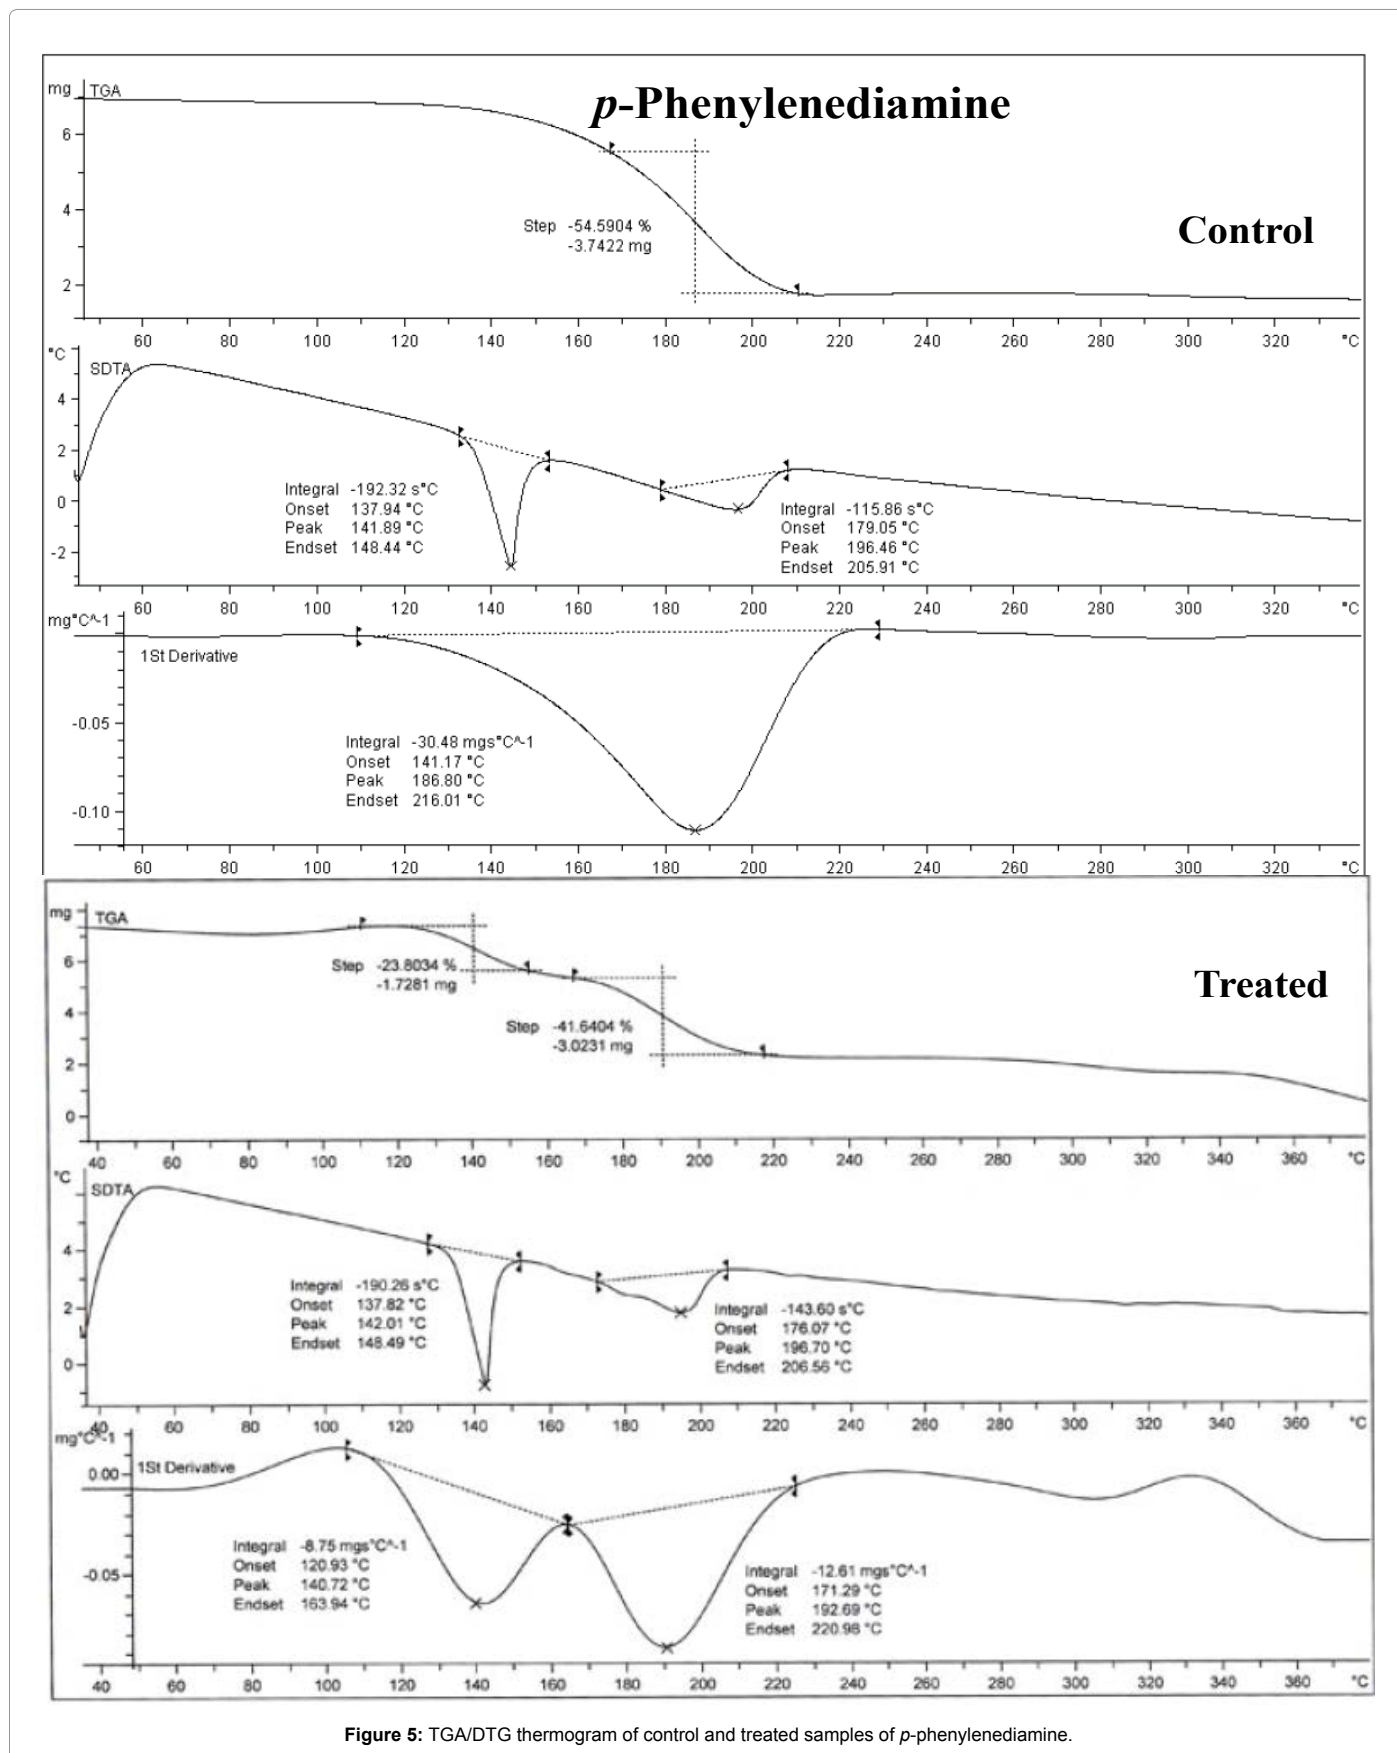 p-Phenylenediamine
Control
mg
TGA
6
4
2
Step -54.5904 %
-3.7422 mg
60 80 100 120 140 160 180 200 220 240 260 280 300 320 °C
°C
SDTA
4
2
0
-2
Integral -192.32 s°C
Onset 137.94 °C
Peak 141.89 °C
Endset 148.44 °C
Integral -115.86 s°C
Onset 179.05 °C
Peak 196.46 °C
Endset 205.91 °C
60 80 100 120 140 160 180 200 220 240 260 280 300 320 °C
mg°C^-1
1St Derivative
-0.05
-0.10
Integral -30.48 mgs°C^-1
Onset 141.17 °C
Peak 186.80 °C
Endset 216.01 °C
60 80 100 120 140 160 180 200 220 240 260 280 300 320
Treated
mg
TGA
6
4
2
0
Step -23.8034 %
-1.7281 mg
Step -41.6404 %
-3.0231 mg
40 60 80 100 120 140 160 180 200 220 240 260 280 300 320 340 360 °C
°C
SDTA
4
2
0
Integral -190.26 s°C
Onset 137.82 °C
Peak 142.01 °C
Endset 148.49 °C
Integral -143.60 s°C
Onset 176.07 °C
Peak 196.70 °C
Endset 206.56 °C
40 60 80 100 120 140 160 180 200 220 240 260 280 300 320 340 360 °C
mg°C^-1
1St Derivative
0.00
-0.05
Integral -8.75 mgs°C^-1
Onset 120.93 °C
Peak 140.72 °C
Endset 163.94 °C
Integral -12.61 mgs°C^-1
Onset 171.29 °C
Peak 192.69 °C
Endset 220.98 °C
40 60 80 100 120 140 160 180 200 220 240 260 280 300 320 340 360 °C
Figure 5: TGA/DTG thermogram of control and treated samples of p-phenylenediamine.